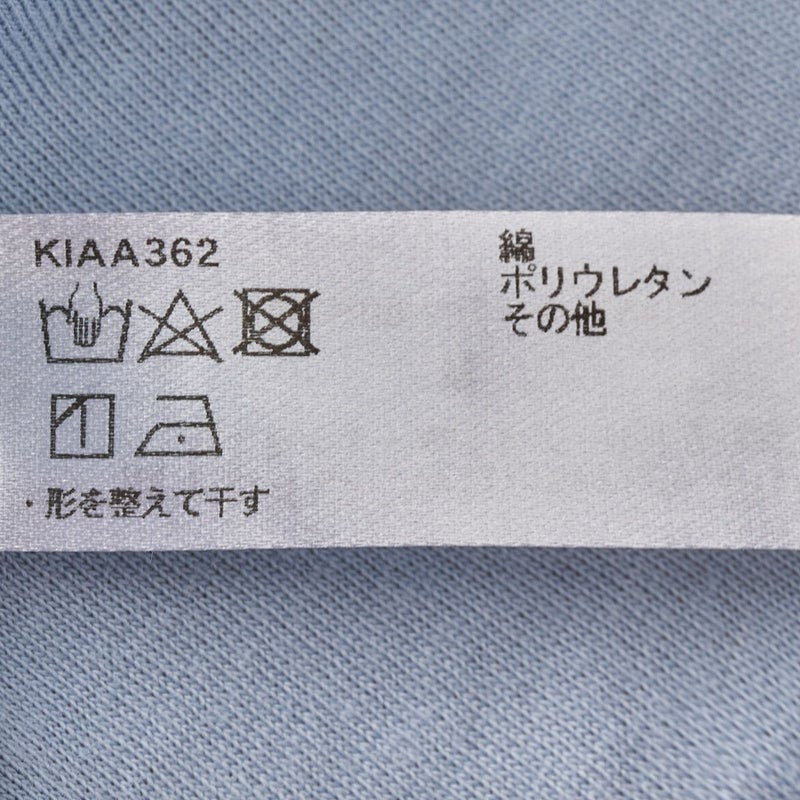 KIAA362
・形を整えて干す
綿
ポリウレタン
その他